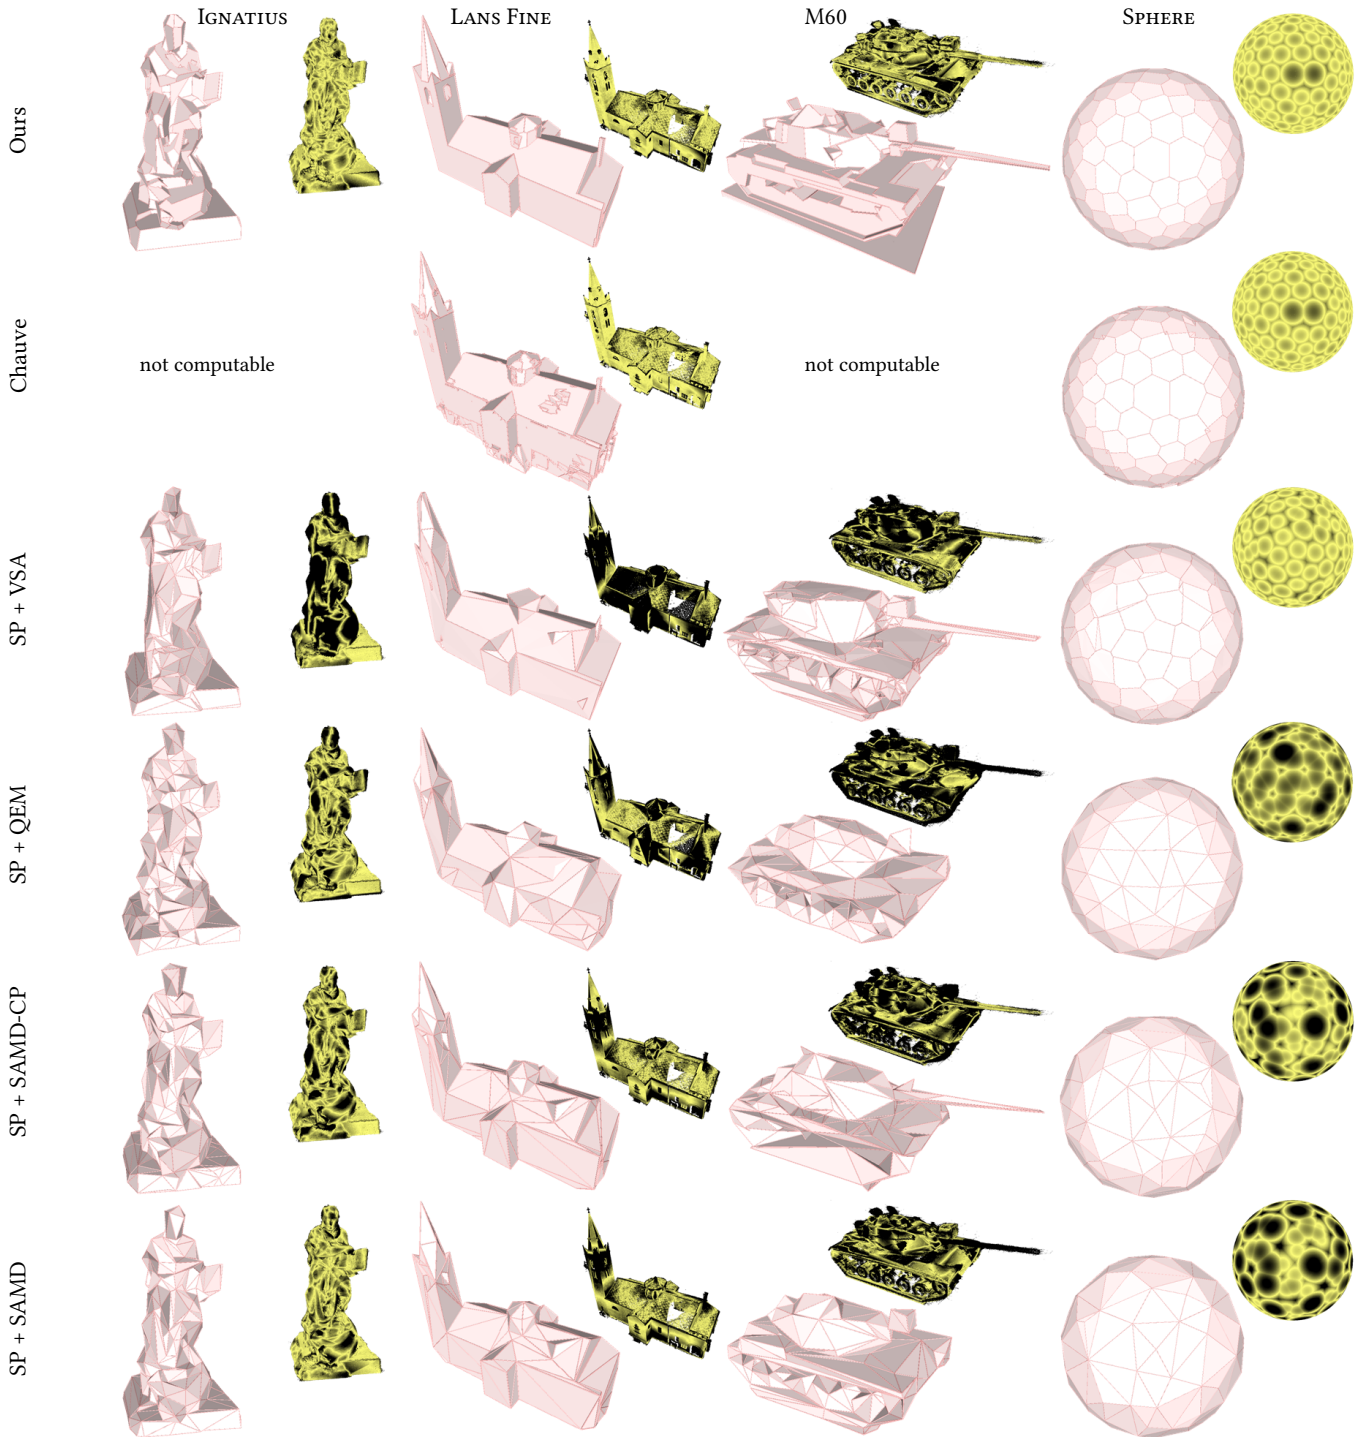 IGNATIUS
LANS FINE
M60
SPHERE
Ours
Chauve
not computable
not computable
SP + VSA
SP + QEM
SP + SAMD-CP
SP + SAMD